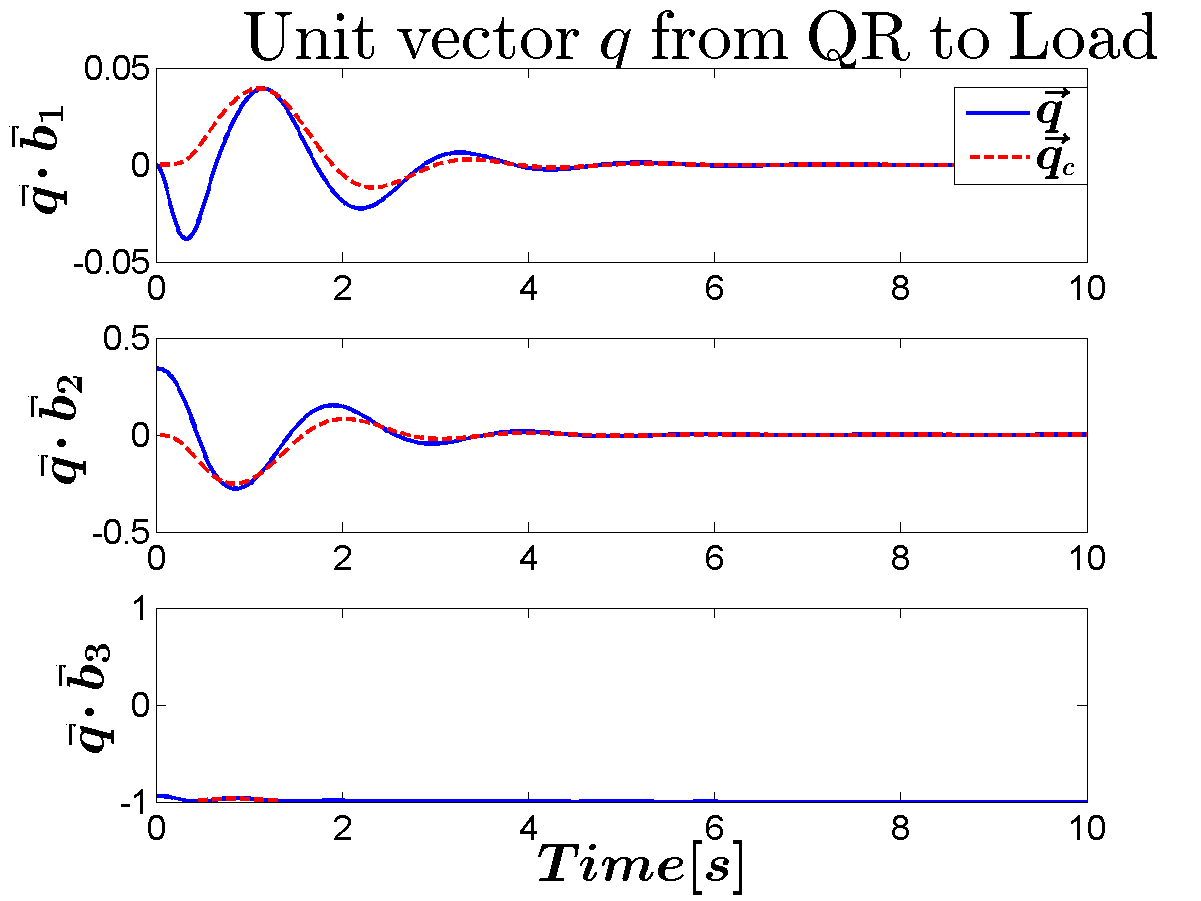 Unit vector q from QR to Load
0.05
0
-0.05
q̄ · b̄₁
q⃗
q⃗c
0 2 4 6 8 10
0.5
0
-0.5
q̄ · b̄₂
0 2 4 6 8 10
1
0
-1
q̄ · b̄₃
0 2 4 6 8 10
Time[s]